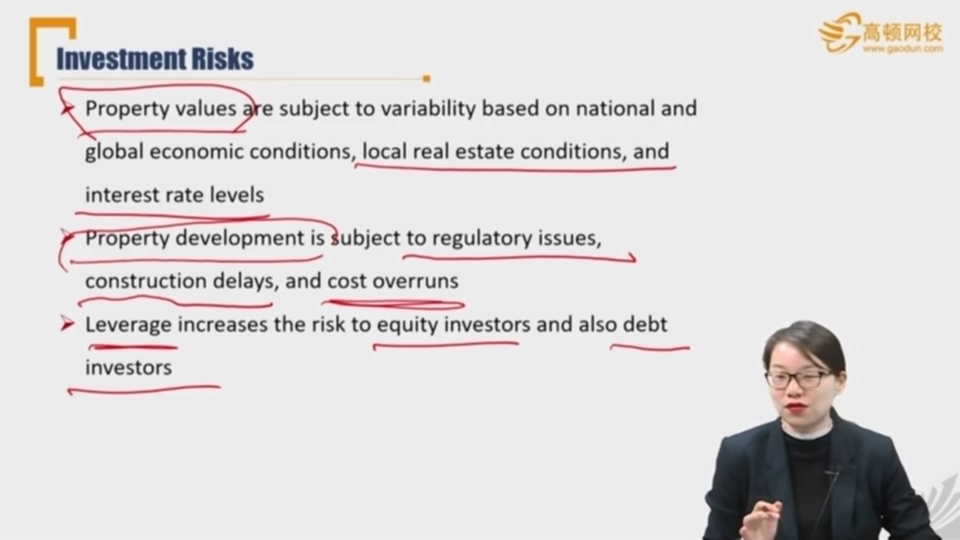 高顿网校
www.gaodun.com
Investment Risks
Property values are subject to variability based on national and
global economic conditions, local real estate conditions, and
interest rate levels
Property development is subject to regulatory issues,
construction delays, and cost overruns
Leverage increases the risk to equity investors and also debt
investors